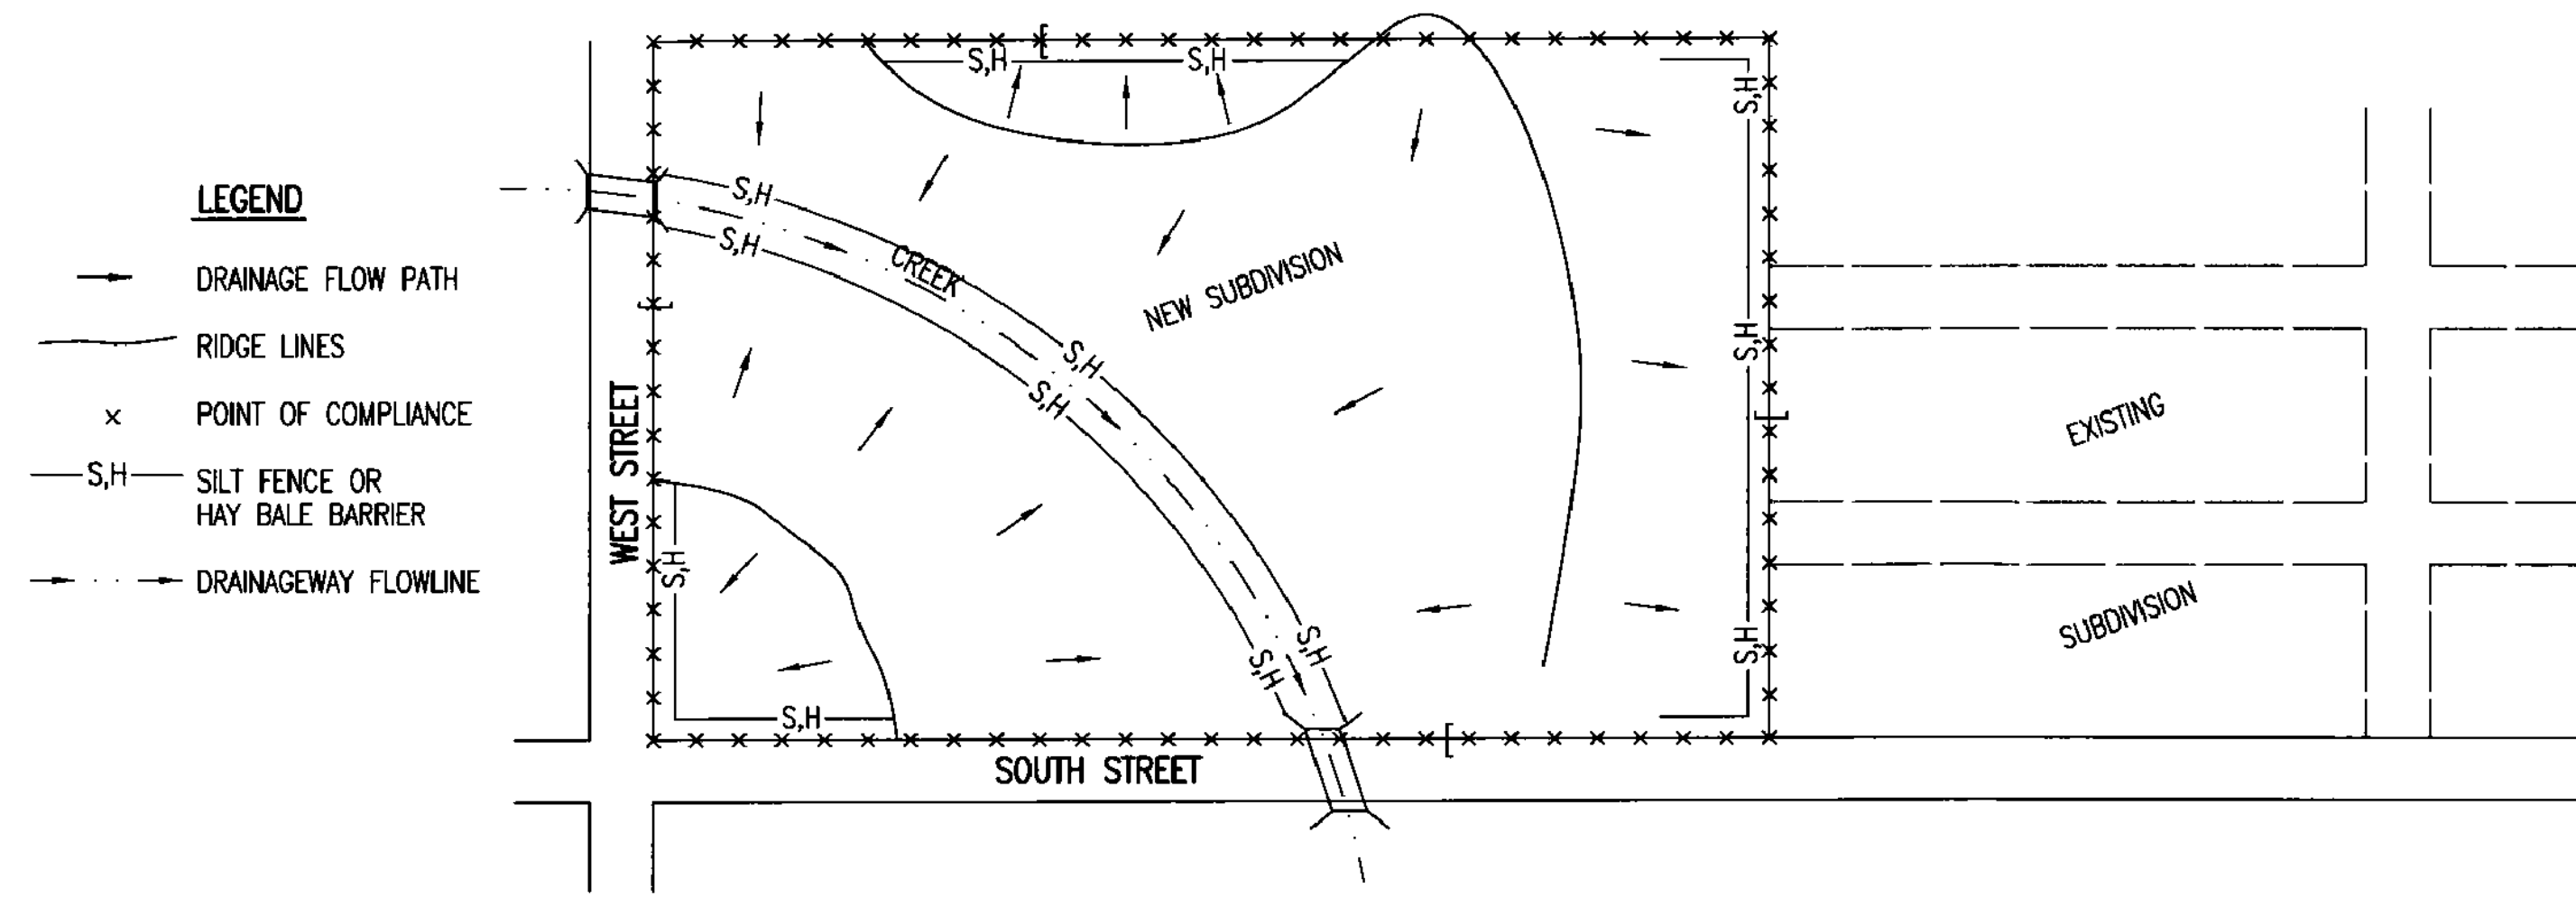 LEGEND
DRAINAGE FLOW PATH
RIDGE LINES
x POINT OF COMPLIANCE
S,H SILT FENCE OR
HAY BALE BARRIER
DRAINAGEWAY FLOWLINE
S,H
S,H
S,H
S,H
S,H
CREEK
NEW SUBDIVISION
S,H
S,H
S,H
WEST STREET
EXISTING
S,H
SUBDIVISION
S,H
S,H
S,H
S,H
SOUTH STREET